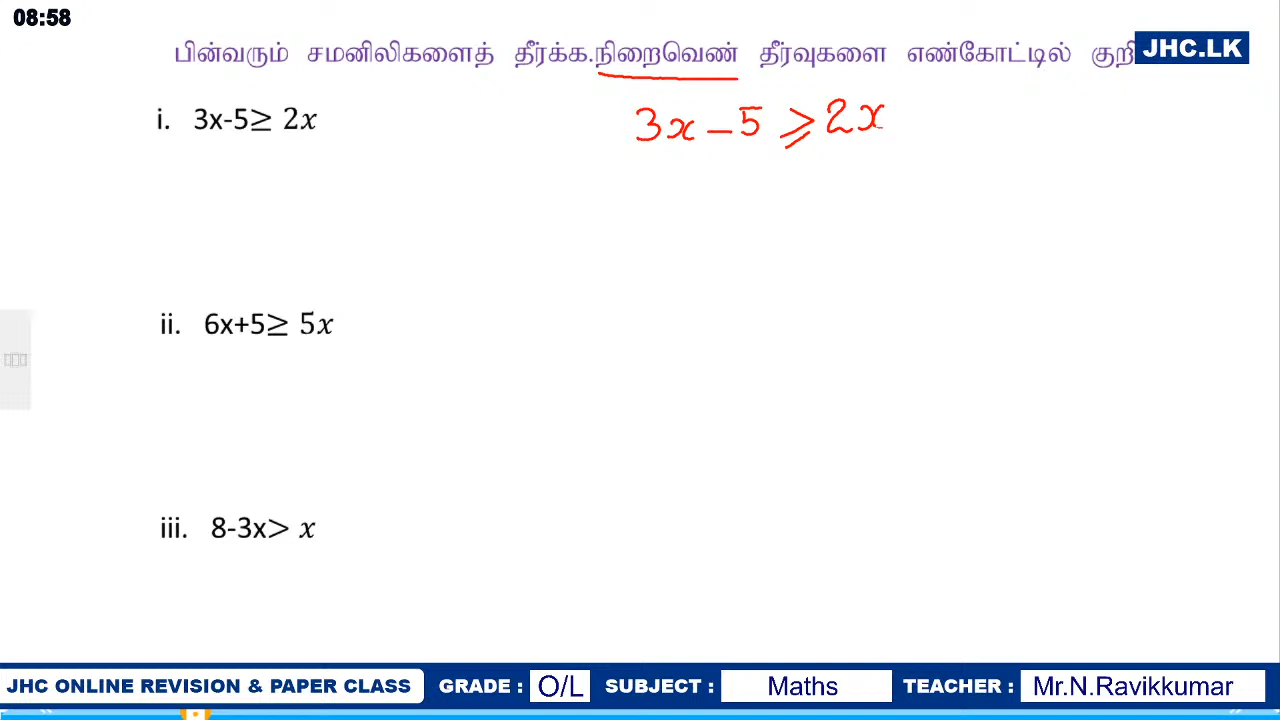 08:58
பின்வரும் சமனிலிகளைத் தீர்க்க.நிறைவெண் தீர்வுகளை எண்கோட்டில்
JHC.LK
i. 3x-5≥ 2x
3x - 5 ≥ 2x
ii. 6x+5≥ 5x
iii. 8-3x> x
JHC ONLINE REVISION & PAPER CLASS GRADE : O/L SUBJECT : Maths TEACHER : Mr.N.Ravikkumar